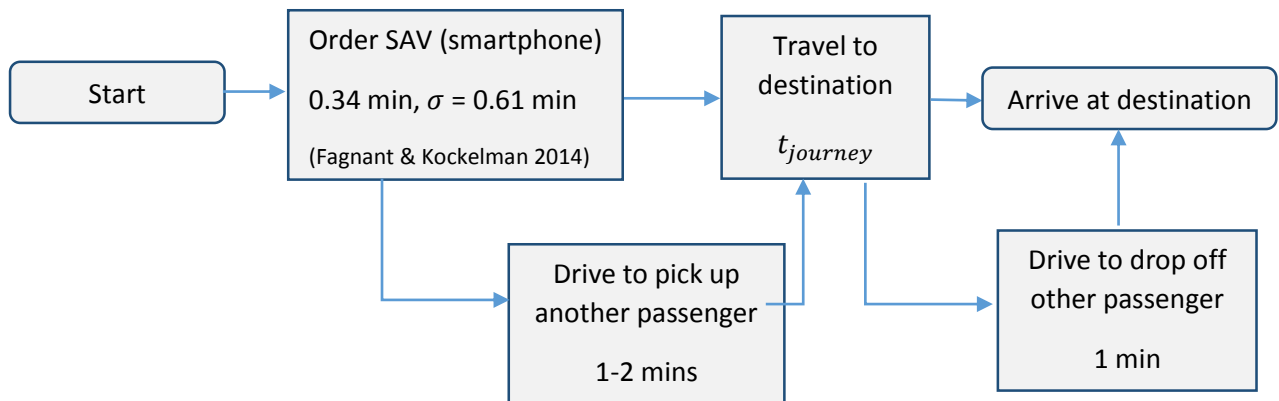 Start
Order SAV (smartphone)
0.34 min, 𝜎 = 0.61 min
(Fagnant & Kockelman 2014)
Travel to
destination
𝑡𝑗𝑜𝑢𝑟𝑛𝑒𝑦
Arrive at destination
Drive to pick up
another passenger
1-2 mins
Drive to drop off
other passenger
1 min